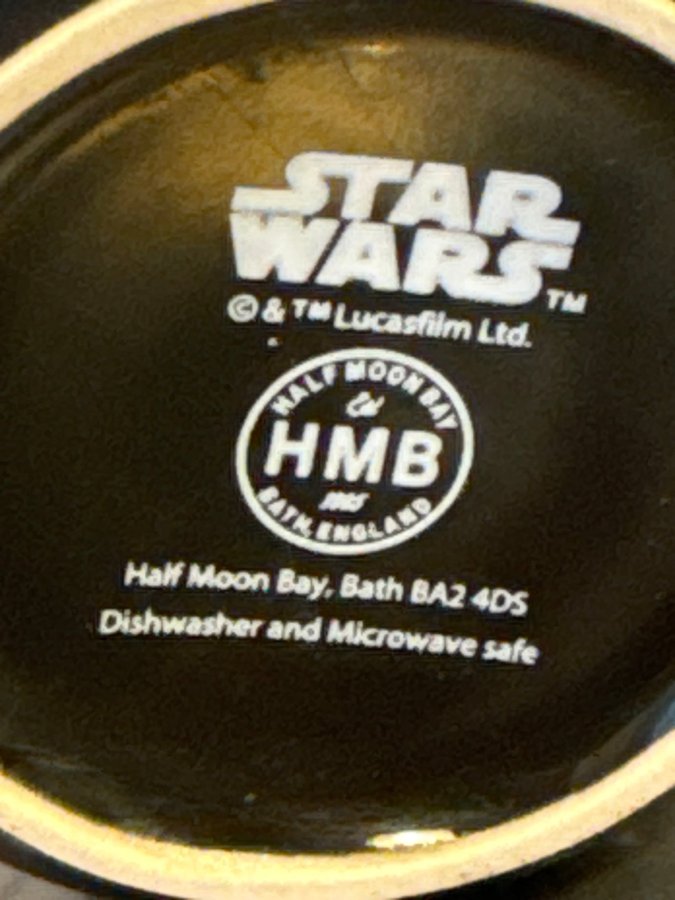 STAR
WARS™
© & ™ Lucasfilm Ltd.
HALF MOON BAY
Ltd
HMB
BATH, ENGLAND
Half Moon Bay, Bath BA2 4DS
Dishwasher and Microwave safe